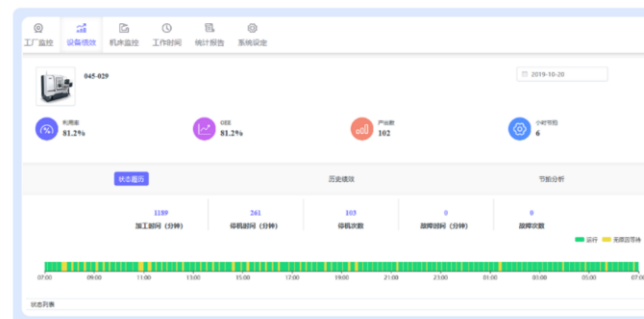 工厂监控 设备绩效 机床监控 工作时间 统计报告 系统设定
045-029
2019-10-20
利用率 OEE 产出数 小时节拍
81.2% 81.2% 102 6
状态履历 历史绩效 节拍分析
1189 261 103 0 0
加工时间（分钟） 停机时间（分钟） 停机次数 故障时间（分钟） 故障次数
运行 无原因等待
07:00 09:00 11:00 13:00 15:00 17:00 19:00 21:00 23:00 01:00 03:00 05:00 07:00
状态列表